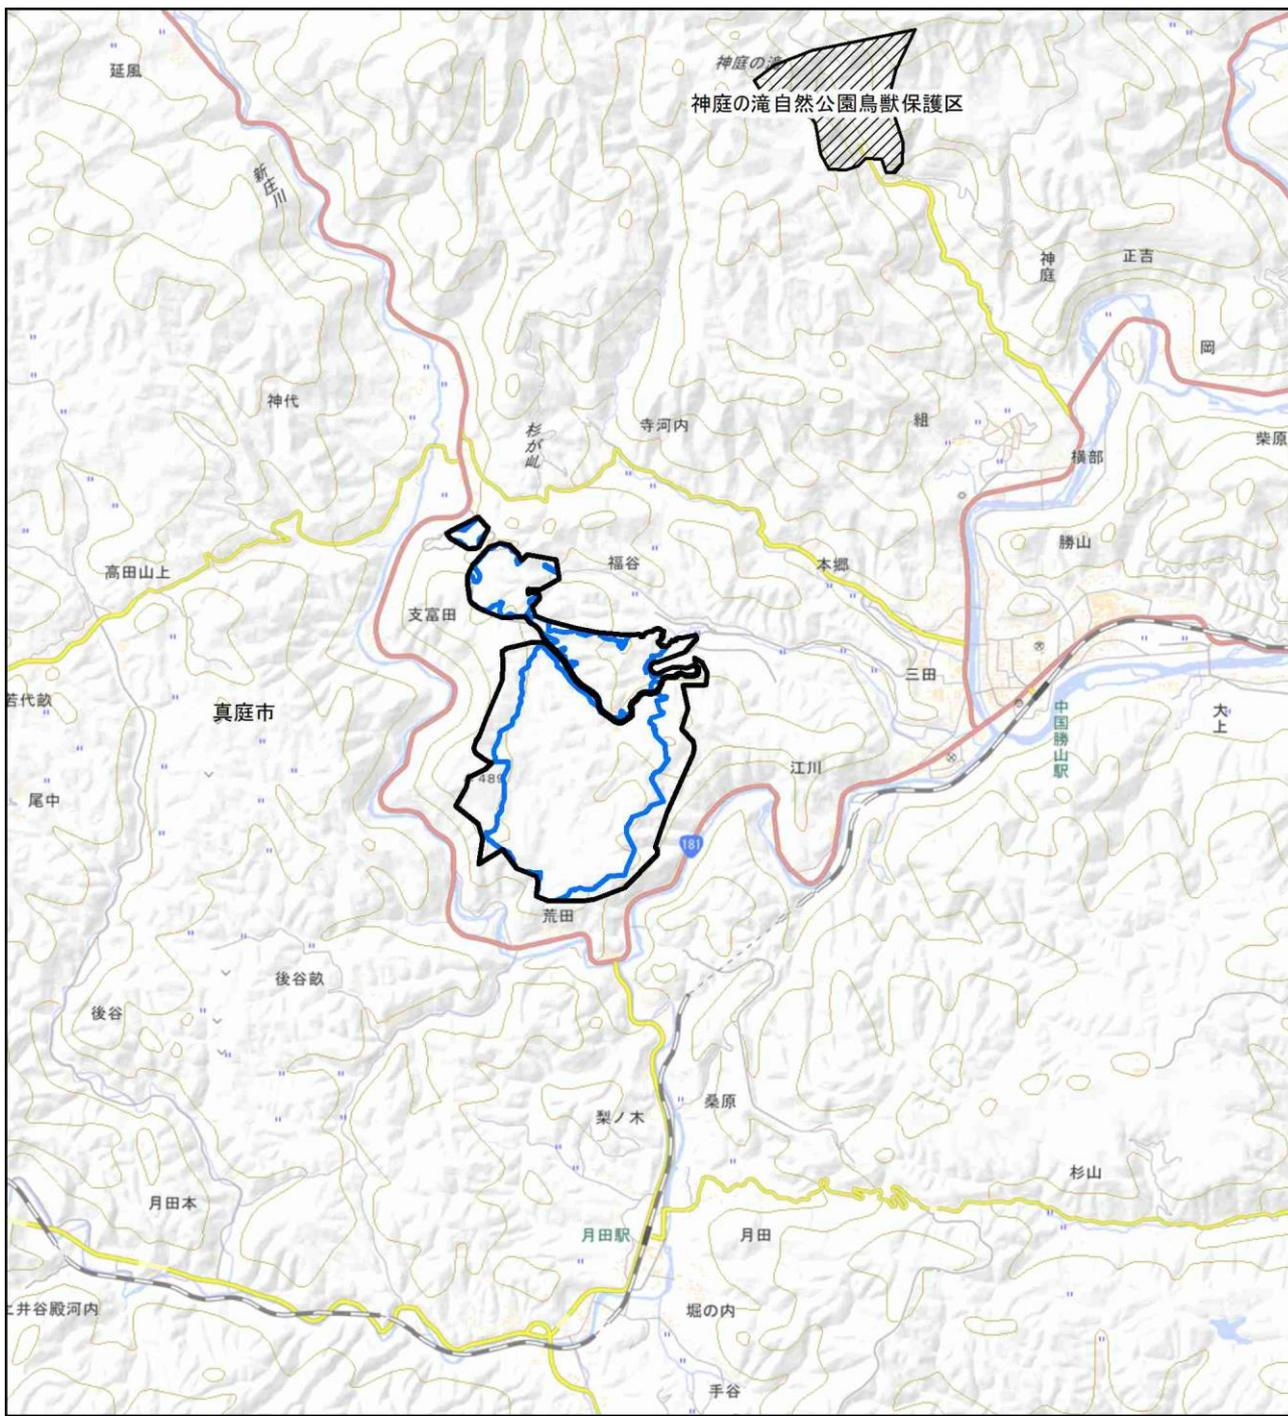 延風
神庭の滝
神庭の滝自然公園鳥獣保護区
新庄川
神庭
正吉
岡
神代
杉が乢
寺河内
組
横部
柴原
勝山
高田山上
福谷
本郷
支富田
三田
若代畝
真庭市
中国勝山駅
大上
489
江川
尾中
181
荒田
後谷畝
後谷
梨ノ木
桑原
杉山
月田本
月田駅
月田
上井谷殿河内
堀の内
手谷